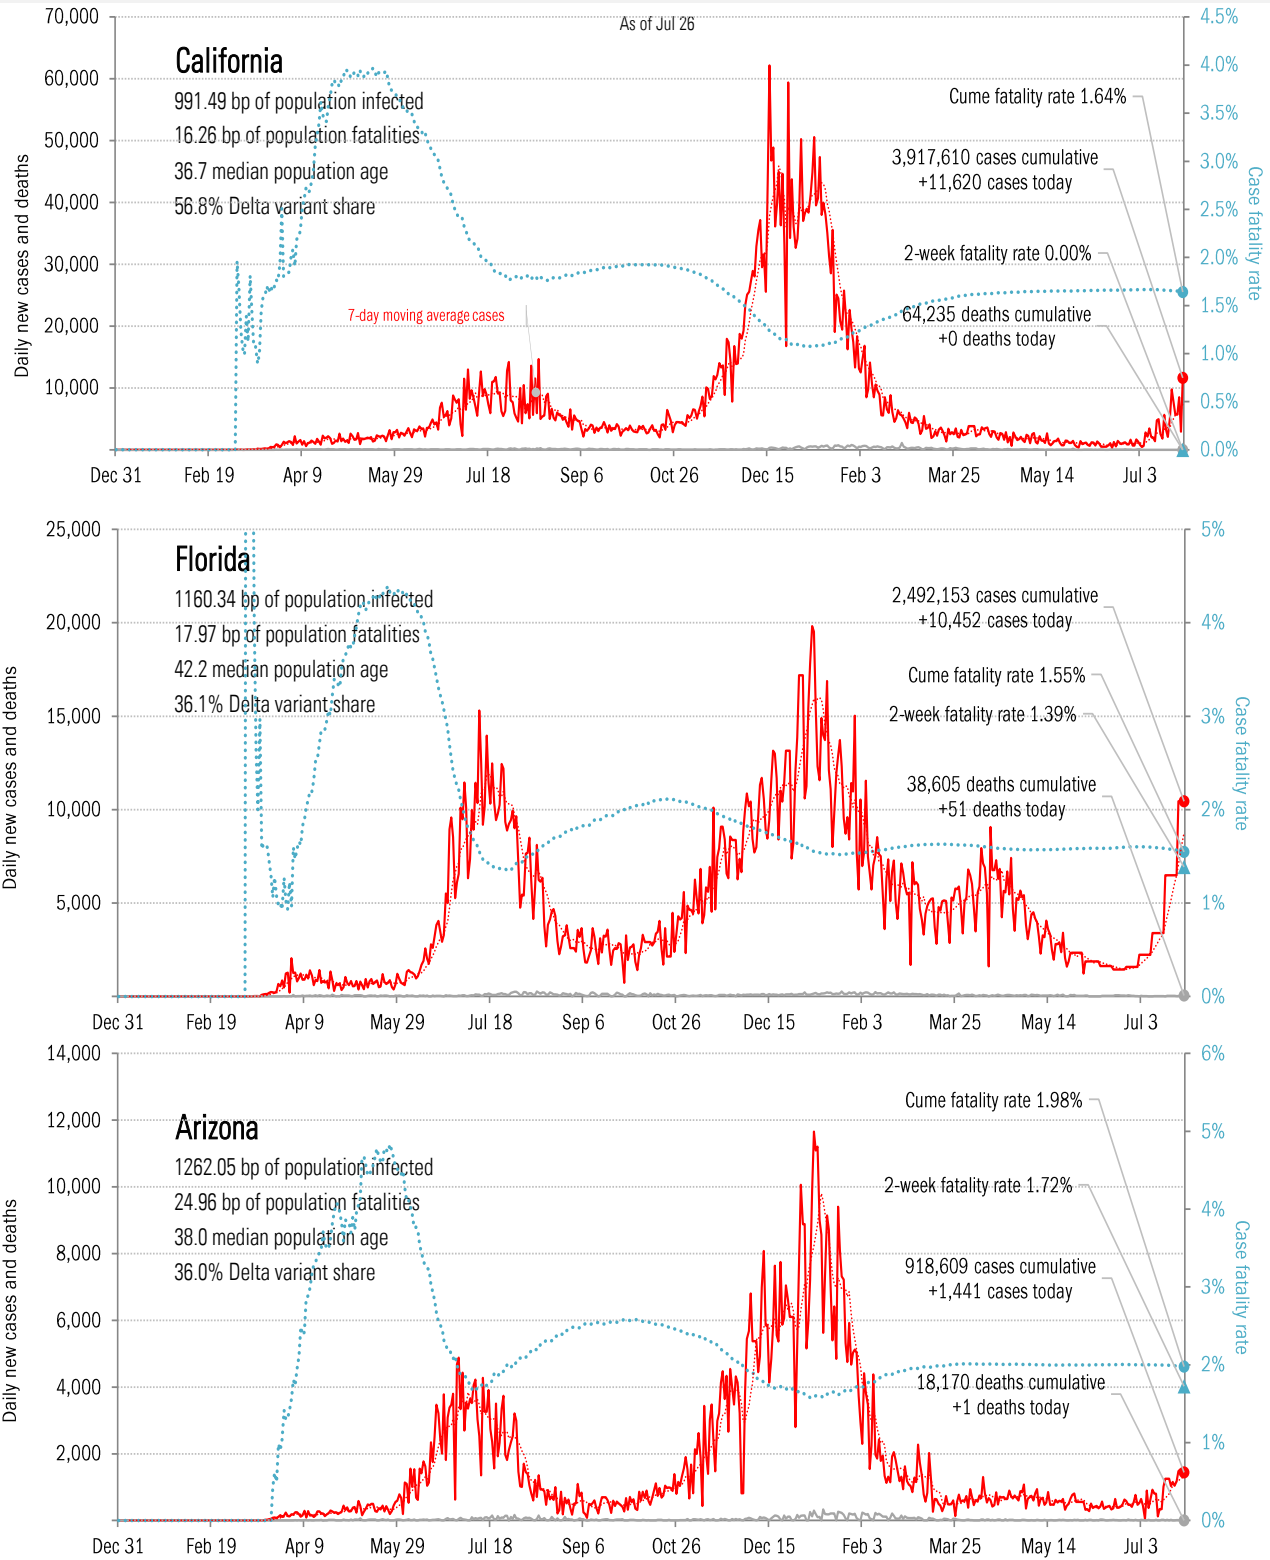 As of Jul 26
California
991.49 bp of population infected
16.26 bp of population fatalities
36.7 median population age
56.8% Delta variant share
Daily new cases and deaths
70,000
60,000
50,000
40,000
30,000
20,000
10,000
7-day moving average cases
Cume fatality rate 1.64%
3,917,610 cases cumulative
+11,620 cases today
2-week fatality rate 0.00%
64,235 deaths cumulative
+0 deaths today
4.5%
4.0%
3.5%
3.0%
2.5%
2.0%
1.5%
1.0%
0.5%
0.0%
Case fatality rate
Dec 31 Feb 19 Apr 9 May 29 Jul 18 Sep 6 Oct 26 Dec 15 Feb 3 Mar 25 May 14 Jul 3
Florida
1160.34 bp of population infected
17.97 bp of population fatalities
42.2 median population age
36.1% Delta variant share
Daily new cases and deaths
25,000
20,000
15,000
10,000
5,000
2,492,153 cases cumulative
+10,452 cases today
Cume fatality rate 1.55%
2-week fatality rate 1.39%
38,605 deaths cumulative
+51 deaths today
5%
4%
3%
2%
1%
0%
Case fatality rate
Dec 31 Feb 19 Apr 9 May 29 Jul 18 Sep 6 Oct 26 Dec 15 Feb 3 Mar 25 May 14 Jul 3
Arizona
1262.05 bp of population infected
24.96 bp of population fatalities
38.0 median population age
36.0% Delta variant share
Daily new cases and deaths
14,000
12,000
10,000
8,000
6,000
4,000
2,000
Cume fatality rate 1.98%
2-week fatality rate 1.72%
918,609 cases cumulative
+1,441 cases today
18,170 deaths cumulative
+1 deaths today
6%
5%
4%
3%
2%
1%
0%
Case fatality rate
Dec 31 Feb 19 Apr 9 May 29 Jul 18 Sep 6 Oct 26 Dec 15 Feb 3 Mar 25 May 14 Jul 3